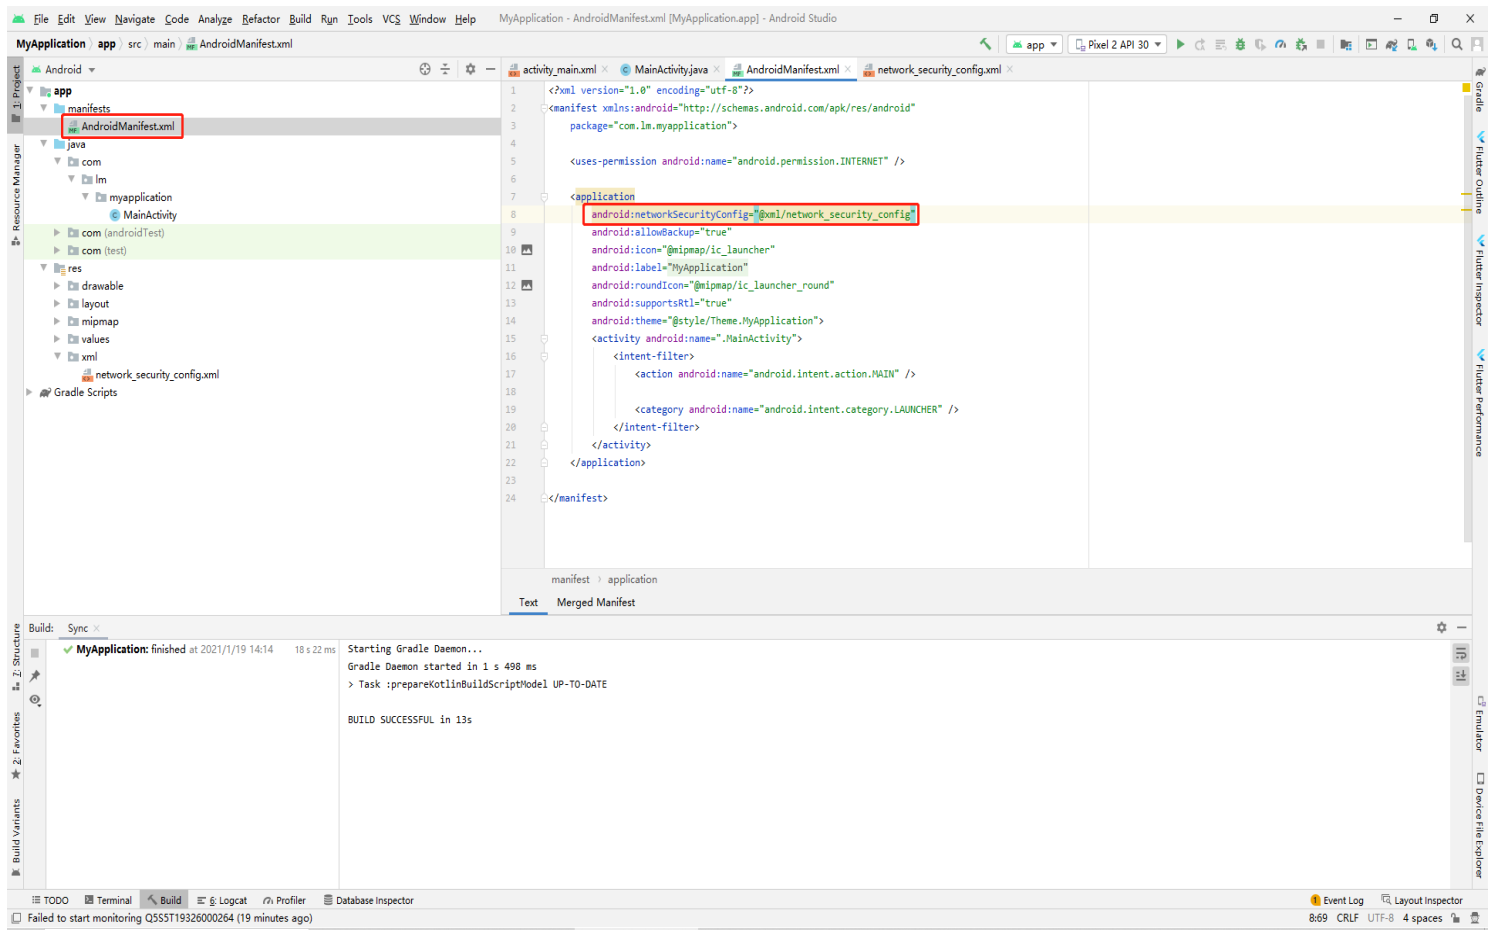 File Edit View Navigate Code Analyze Refactor Build Run Tools VCS Window Help MyApplication - AndroidManifest.xml [MyApplication.app] - Android Studio
MyApplication app src main AndroidManifest.xml
app Pixel 2 API 30
1: Project
Resource Manager
Android
app
manifests
AndroidManifest.xml
java
com
lm
myapplication
MainActivity
com (androidTest)
com (test)
res
drawable
layout
mipmap
values
xml
network_security_config.xml
Gradle Scripts
activity_main.xml MainActivity.java AndroidManifest.xml network_security_config.xml
1 <?xml version="1.0" encoding="utf-8"?>
2 <manifest xmlns:android="http://schemas.android.com/apk/res/android"
3 package="com.lm.myapplication">
4
5 <uses-permission android:name="android.permission.INTERNET" />
6
7 <application
8 android:networkSecurityConfig="@xml/network_security_config"
9 android:allowBackup="true"
10 android:icon="@mipmap/ic_launcher"
11 android:label="MyApplication"
12 android:roundIcon="@mipmap/ic_launcher_round"
13 android:supportsRtl="true"
14 android:theme="@style/Theme.MyApplication">
15 <activity android:name=".MainActivity">
16 <intent-filter>
17 <action android:name="android.intent.action.MAIN" />
18
19 <category android:name="android.intent.category.LAUNCHER" />
20 </intent-filter>
21 </activity>
22 </application>
23
24 </manifest>
manifest application
Text Merged Manifest
Gradle
Flutter Outline
Flutter Inspector
Flutter Performance
Emulator
Device File Explorer
Z: Structure
2: Favorites
Build Variants
Build: Sync
MyApplication: finished at 2021/1/19 14:14 18 s 22 ms
Starting Gradle Daemon...
Gradle Daemon started in 1 s 498 ms
> Task :prepareKotlinBuildScriptModel UP-TO-DATE
BUILD SUCCESSFUL in 13s
TODO Terminal Build 6: Logcat Profiler Database Inspector 1 Event Log Layout Inspector
Failed to start monitoring Q5S5T19326000264 (19 minutes ago) 8:69 CRLF UTF-8 4 spaces